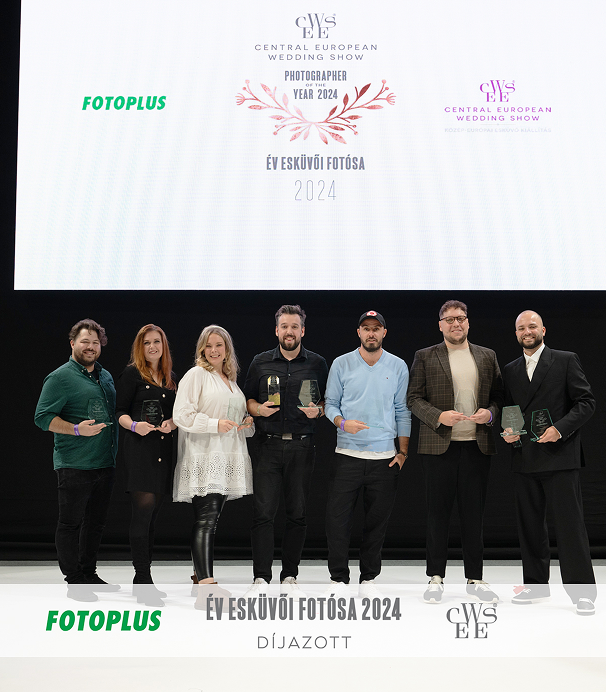 CWS
EE
CENTRAL EUROPEAN
WEDDING SHOW
PHOTOGRAPHER
OF THE
YEAR 2024
FOTOPLUS
CWS
EE
CENTRAL EUROPEAN
WEDDING SHOW
ÉV ESKÜVŐI FOTÓSA
2024
FOTOPLUS
ÉV ESKÜVŐI FOTÓSA 2024
DÍJAZOTT
CWS
EE